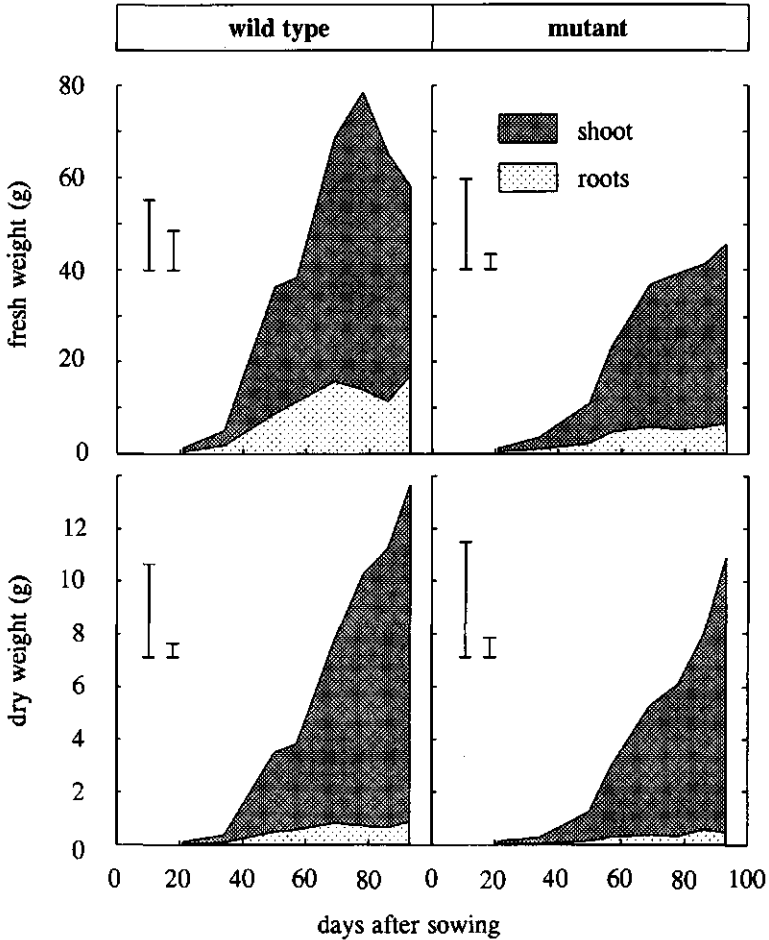 wild type mutant
80
shoot
roots
60
40
20
0
fresh weight (g)
12
10
8
6
4
2
0
dry weight (g)
0 20 40 60 80 0 20 40 60 80 100
days after sowing